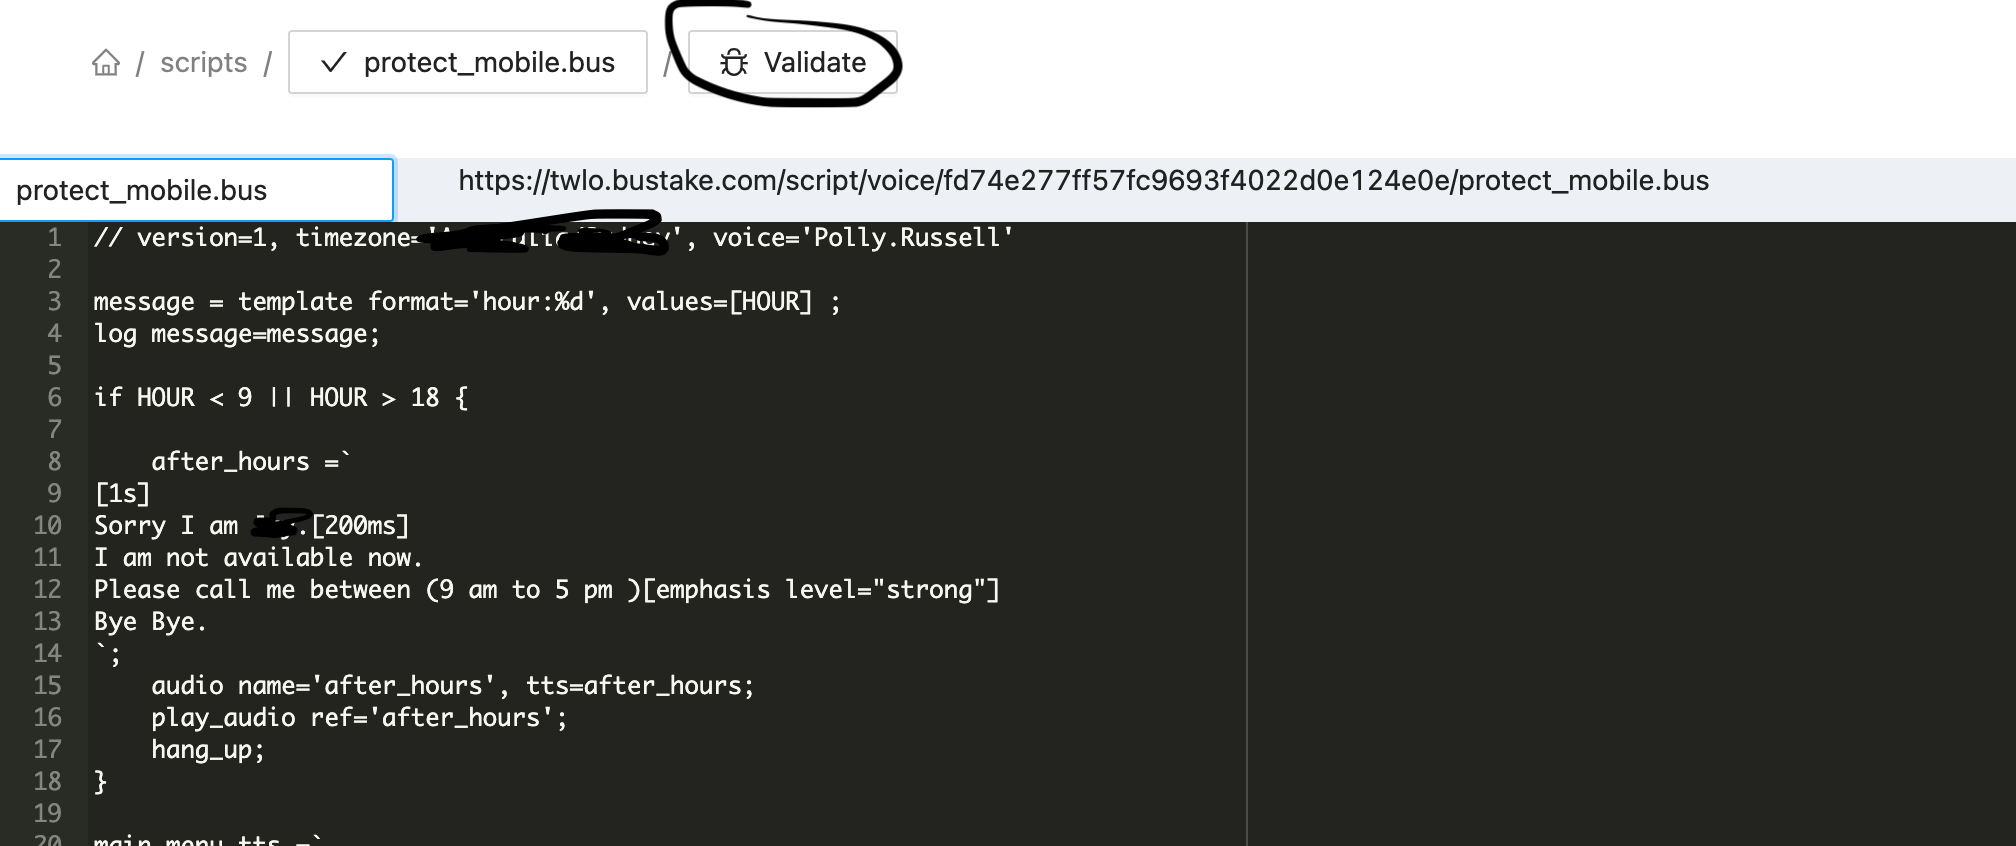 / scripts / protect_mobile.bus / Validate
protect_mobile.bus
https://twlo.bustake.com/script/voice/fd74e277ff57fc9693f4022d0e124e0e/protect_mobile.bus
1 // version=1, timezone=' ', voice='Polly.Russell'
2
3 message = template format='hour:%d', values=[HOUR] ;
4 log message=message;
5
6 if HOUR < 9 || HOUR > 18 {
7
8 after_hours =`
9 [1s]
10 Sorry I am .[200ms]
11 I am not available now.
12 Please call me between (9 am to 5 pm )[emphasis level="strong"]
13 Bye Bye.
14 `;
15 audio name='after_hours', tts=after_hours;
16 play_audio ref='after_hours';
17 hang_up;
18 }
19
20 main_menu_tts =`